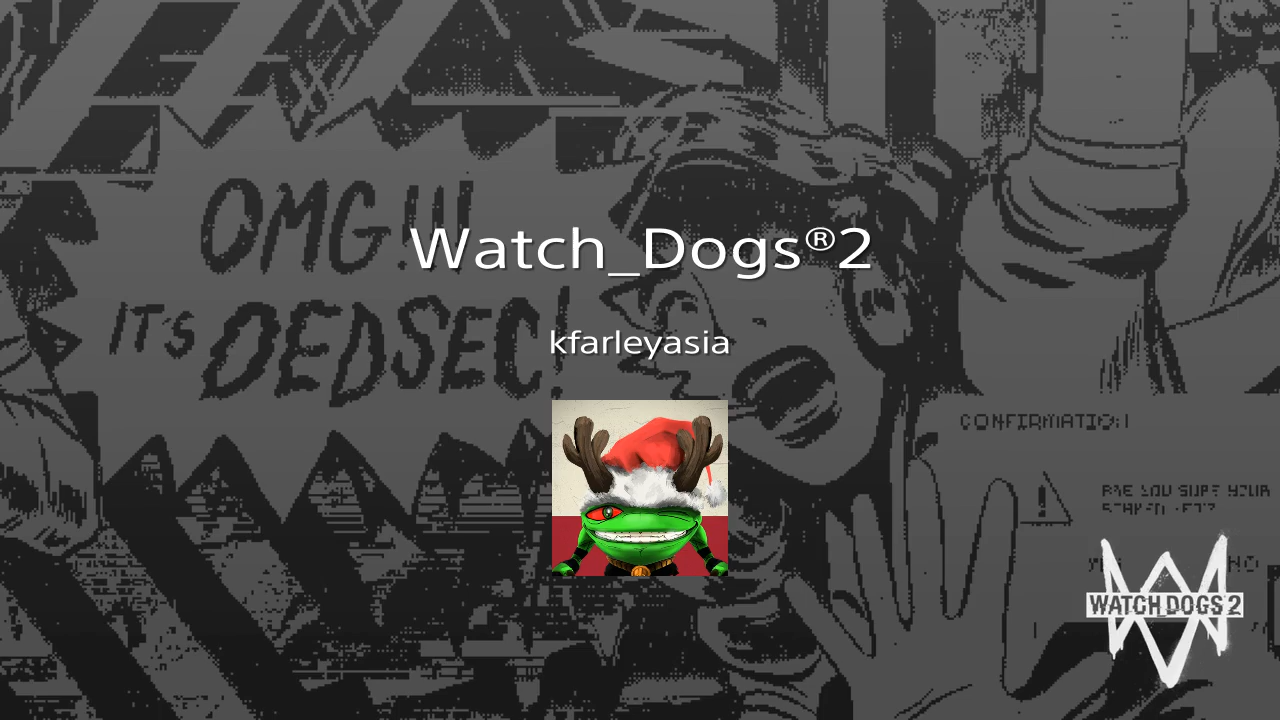 OMG!!!
IT'S DEDSEC!
Watch_Dogs®2
kfarleyasia
CONFIRMATION
WATCH DOGS 2